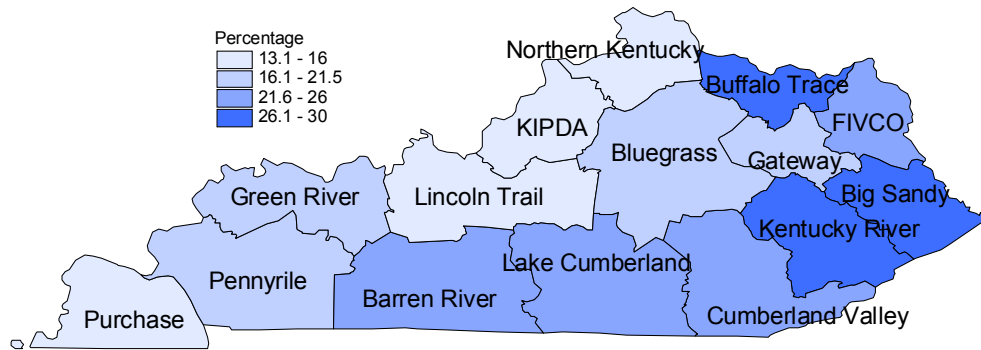 Percentage
13.1 - 16
16.1 - 21.5
21.6 - 26
26.1 - 30
Northern Kentucky
Buffalo Trace
KIPDA
FIVCO
Bluegrass
Gateway
Green River
Lincoln Trail
Big Sandy
Kentucky River
Pennyrile
Lake Cumberland
Barren River
Purchase
Cumberland Valley